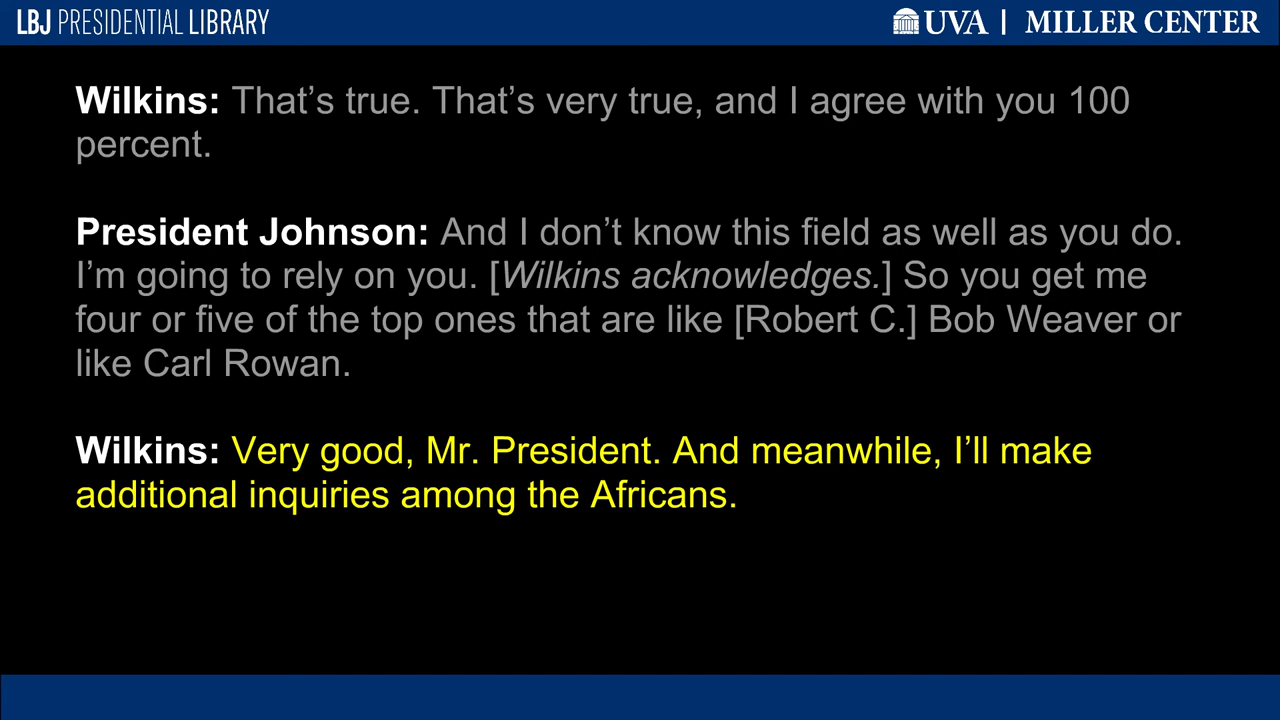 LBJ PRESIDENTIAL LIBRARY
UVA | MILLER CENTER
Wilkins: That’s true. That’s very true, and I agree with you 100
percent.
President Johnson: And I don’t know this field as well as you do.
I’m going to rely on you. [Wilkins acknowledges.] So you get me
four or five of the top ones that are like [Robert C.] Bob Weaver or
like Carl Rowan.
Wilkins: Very good, Mr. President. And meanwhile, I’ll make
additional inquiries among the Africans.